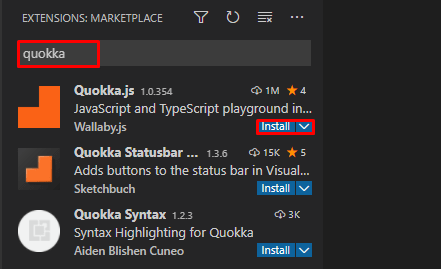 EXTENSIONS: MARKETPLACE
quokka
Quokka.js 1.0.354 1M 4
JavaScript and TypeScript playground in...
Wallaby.js Install
Quokka Statusbar ... 1.3.6 15K 5
Adds buttons to the status bar in Visual...
Sketchbuch Install
Quokka Syntax 1.2.3 3K
Syntax Highlighting for Quokka
Aiden Blishen Cuneo Install